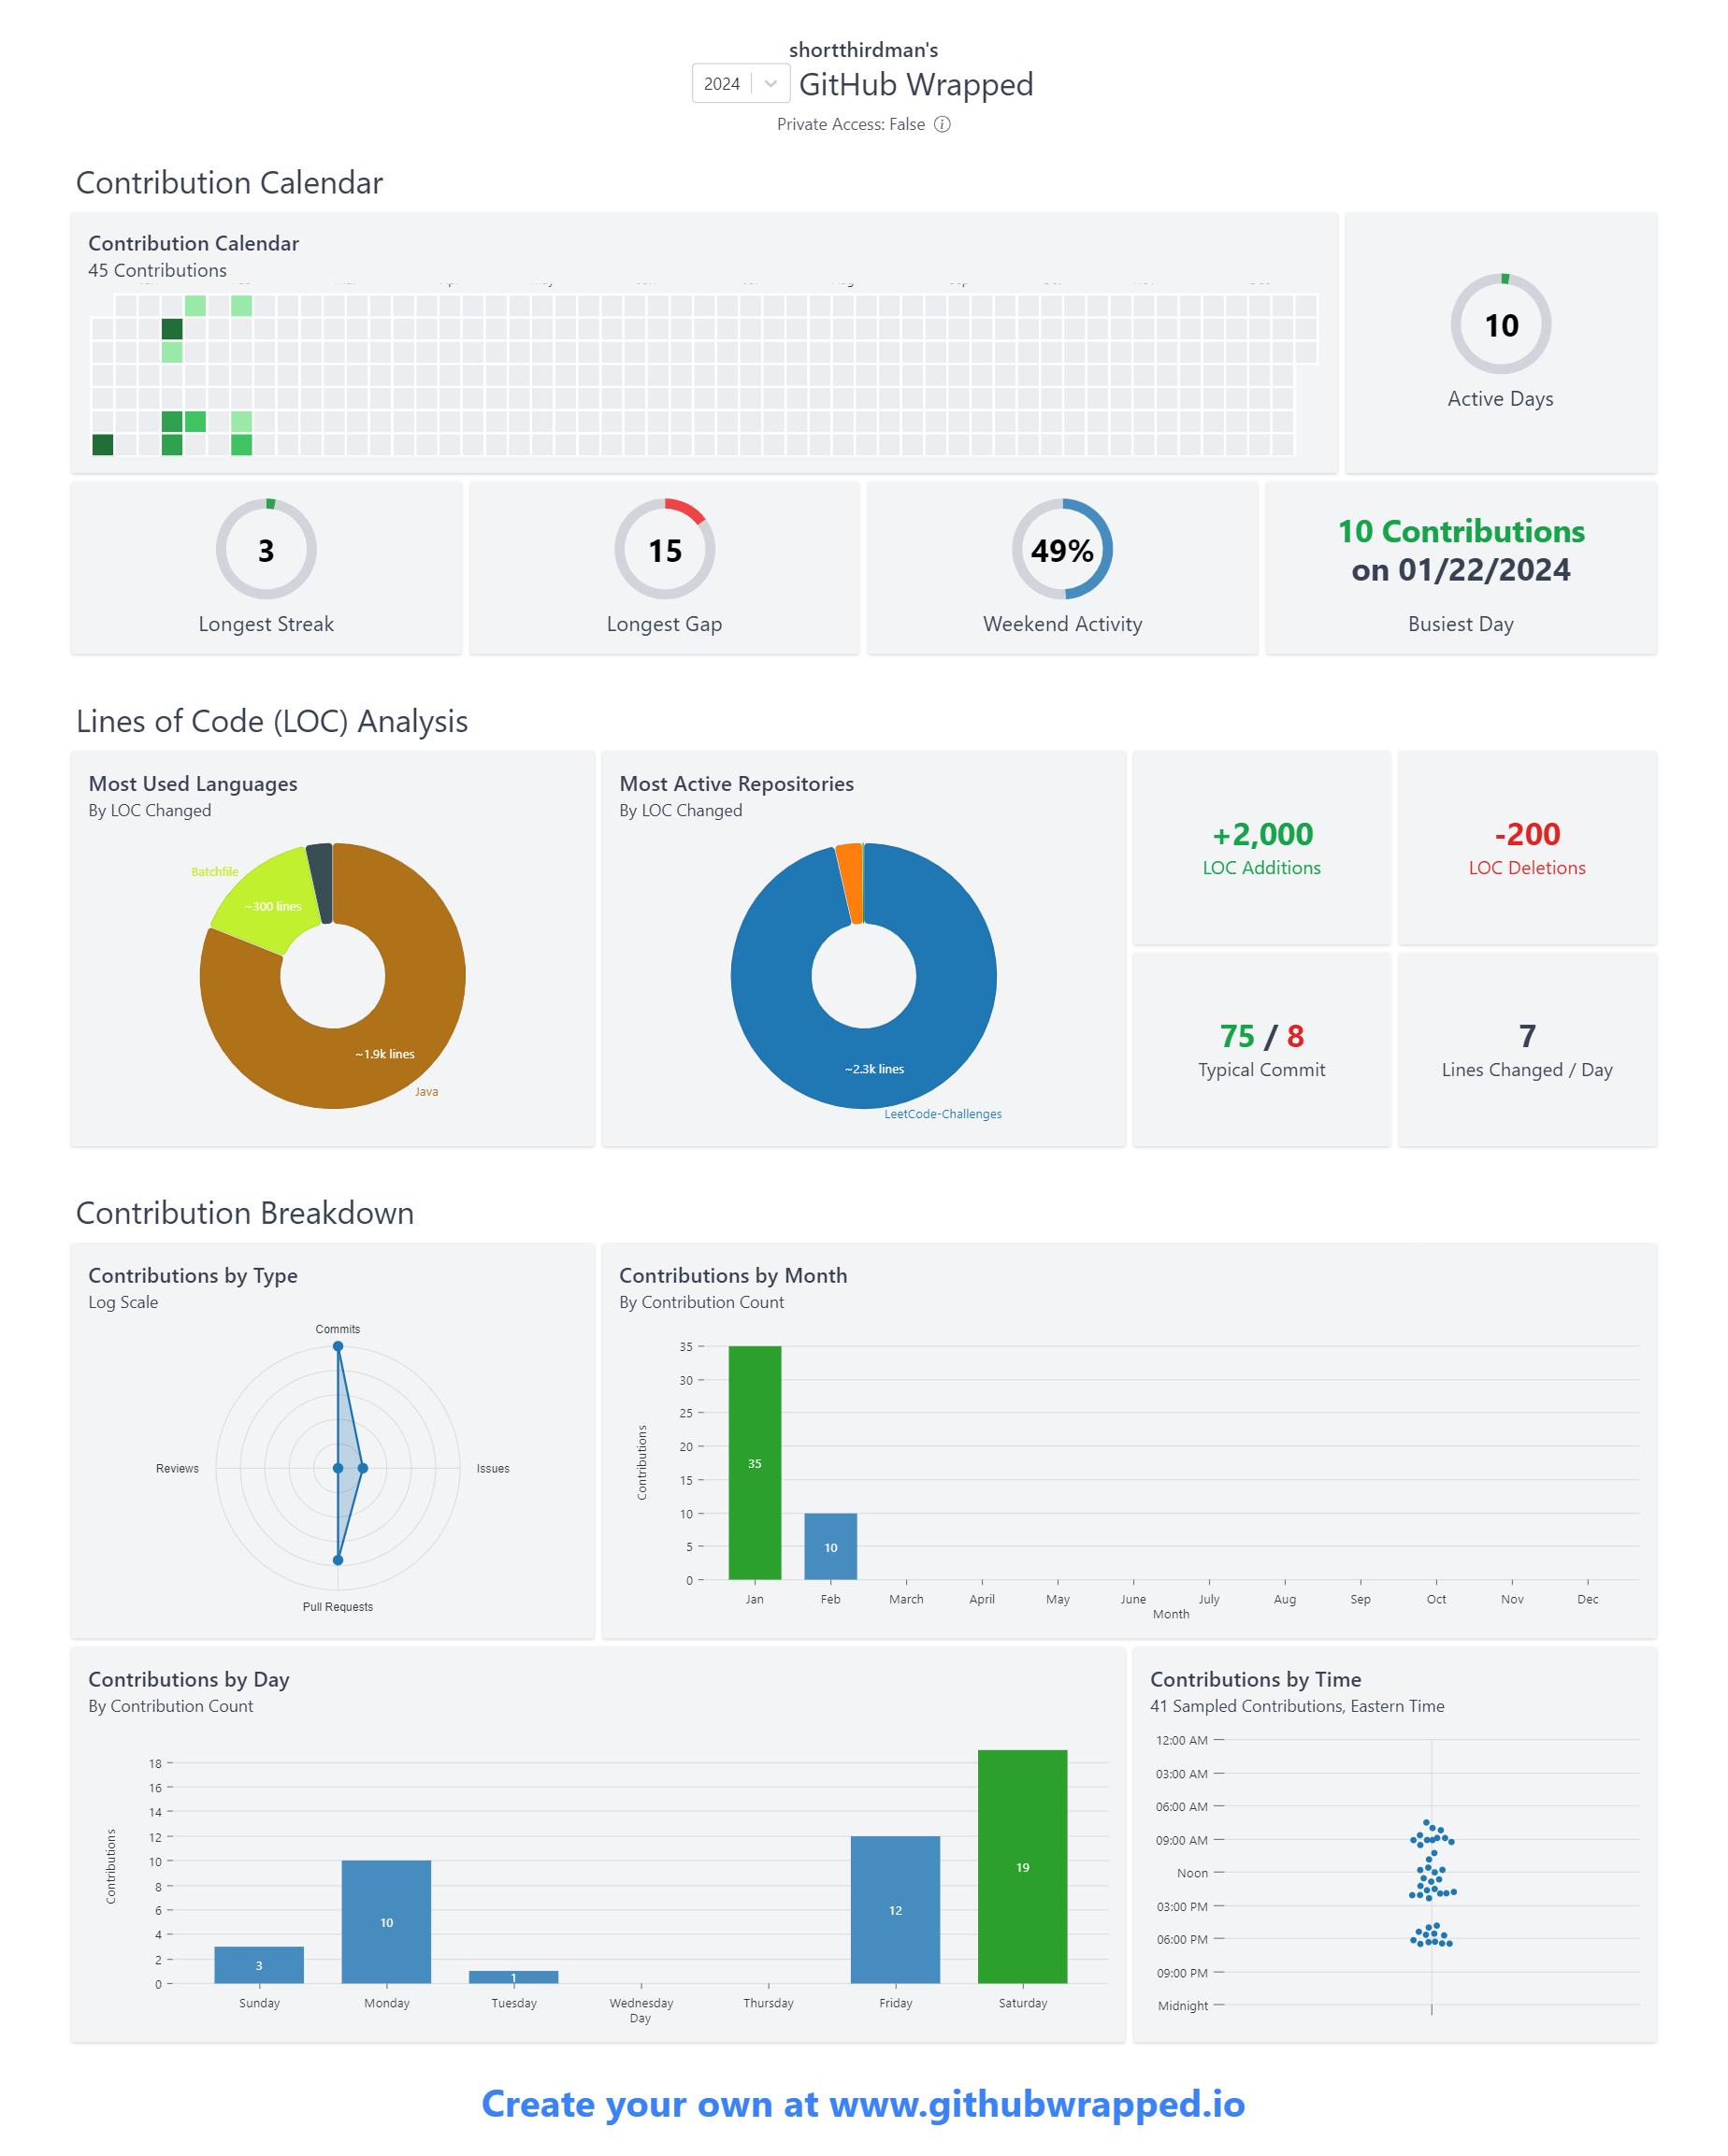 shortthirdman's
2024
GitHub Wrapped
Private Access: False
Contribution Calendar
Contribution Calendar
45 Contributions
10
Active Days
3
Longest Streak
15
Longest Gap
49%
Weekend Activity
10 Contributions
on 01/22/2024
Busiest Day
Lines of Code (LOC) Analysis
Most Used Languages
By LOC Changed
Batchfile
~300 lines
~1.9k lines
Java
Most Active Repositories
By LOC Changed
~2.3k lines
LeetCode-Challenges
+2,000
LOC Additions
-200
LOC Deletions
75 / 8
Typical Commit
7
Lines Changed / Day
Contribution Breakdown
Contributions by Type
Log Scale
Commits
Reviews
Issues
Pull Requests
Contributions by Month
By Contribution Count
35
30
25
20
15
10
5
0
Contributions
35
10
Jan Feb March April May June July Aug Sep Oct Nov Dec
Month
Contributions by Day
By Contribution Count
18
16
14
12
10
8
6
4
2
0
Contributions
3
10
1
12
19
Sunday Monday Tuesday Wednesday Thursday Friday Saturday
Day
Contributions by Time
41 Sampled Contributions, Eastern Time
12:00 AM
03:00 AM
06:00 AM
09:00 AM
Noon
03:00 PM
06:00 PM
09:00 PM
Midnight
Create your own at www.githubwrapped.io